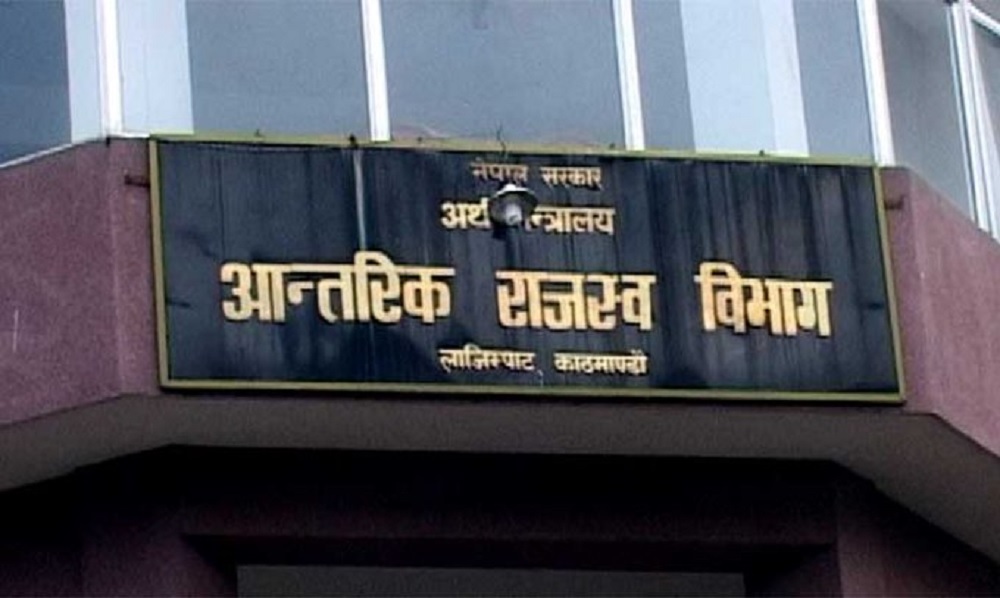 नेपाल सरकार
अर्थ मन्त्रालय
आन्तरिक राजस्व विभाग
लाजिम्पाट, काठमाण्डौ